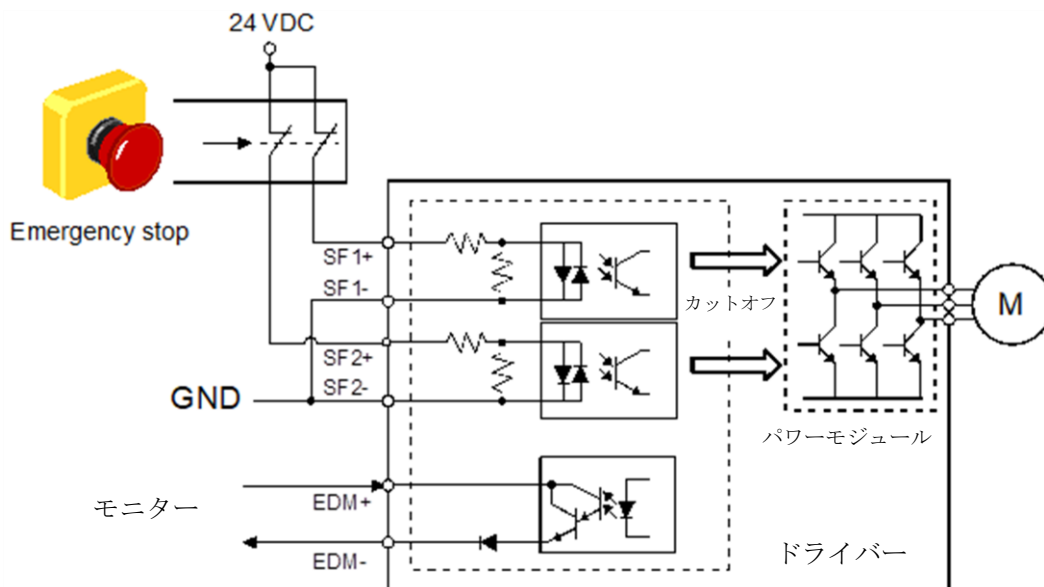 24 VDC
Emergency stop
SF1+
SF1-
カットオフ
M
SF2+
SF2-
GND
パワーモジュール
モニター
EDM+
EDM-
ドライバー